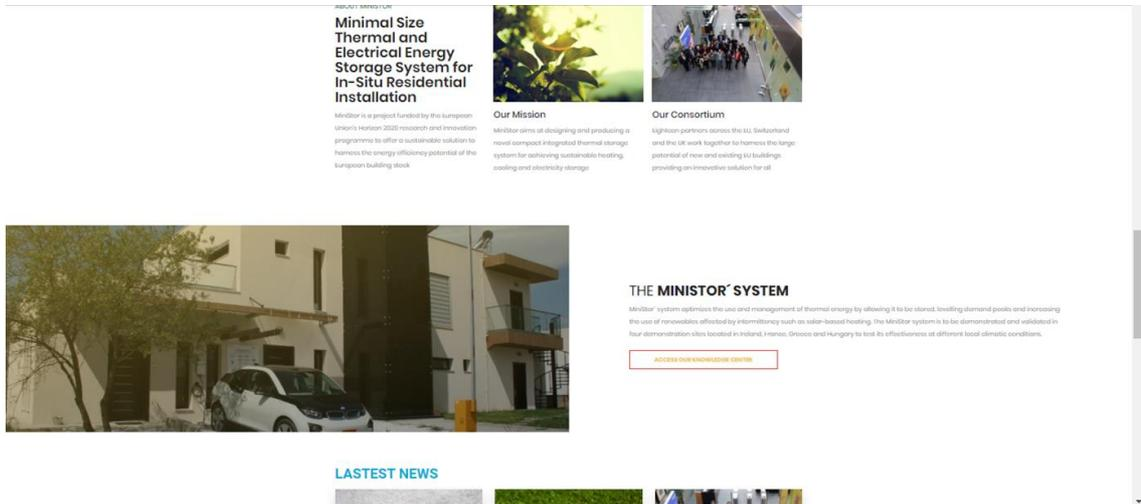 ABOUT MINISTOR
Minimal Size
Thermal and
Electrical Energy
Storage System for
In-Situ Residential
Installation
MiniStor is a project funded by the European
Union's Horizon 2020 research and innovation
programme to offer a sustainable solution to
harness the energy efficiency potential of the
European building stock
Our Mission
MiniStor aims at designing and producing a
novel compact integrated thermal storage
system for achieving sustainable heating,
cooling and electricity storage
Our Consortium
Eighteen partners across the EU, Switzerland
and the UK work together to harness the large
potential of new and existing EU buildings
providing an innovative solution for all
THE MINISTOR´ SYSTEM
MiniStor´ system optimizes the use and management of thermal energy by allowing it to be stored, levelling demand peaks and increasing
the use of renewables affected by intermittency such as solar-based heating. The MiniStor system is to be demonstrated and validated in
four demonstration sites located in Ireland, France, Greece and Hungary to test its effectiveness at different local climatic conditions.
ACCESS OUR KNOWLEDGE CENTER
LASTEST NEWS